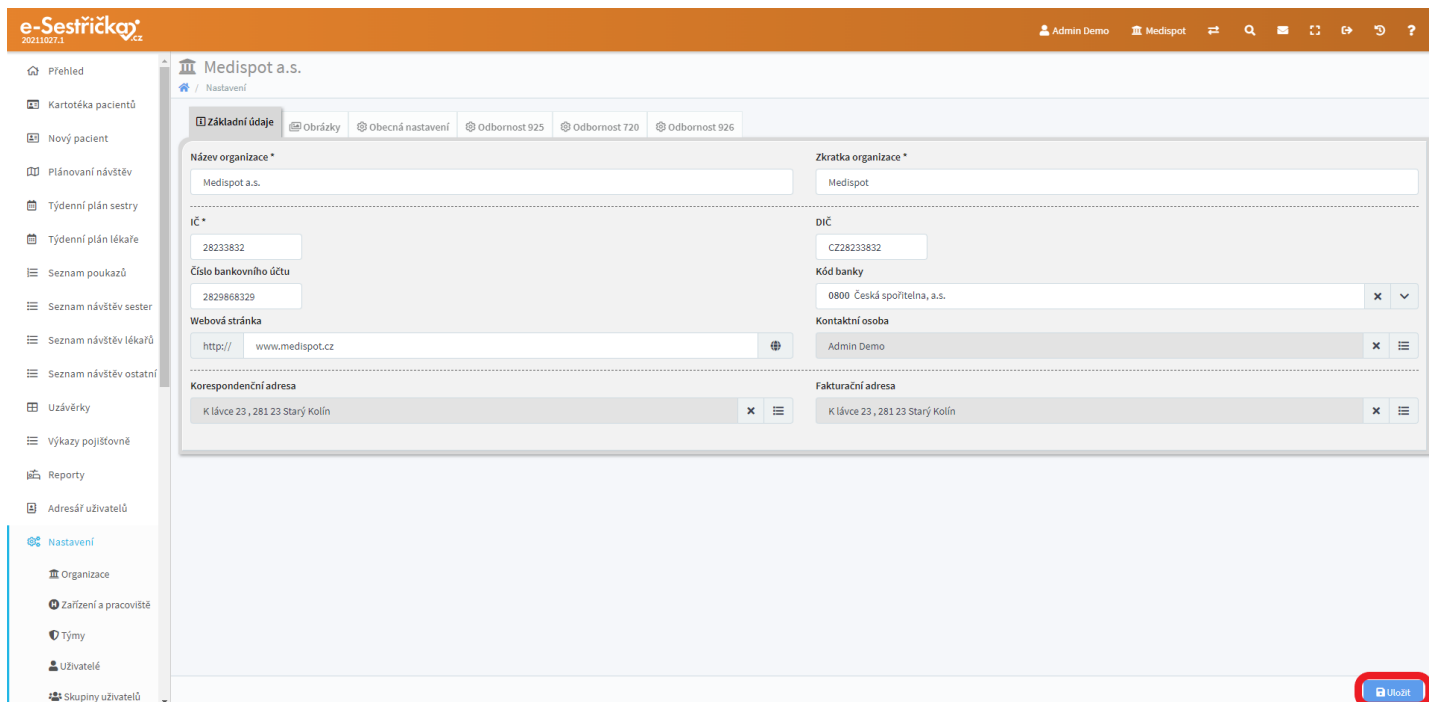 e-Sestřička.cz
20211027.1
Admin Demo
Medispot
Přehled
Kartotéka pacientů
Nový pacient
Plánovaní návštěv
Týdenní plán sestry
Týdenní plán lékaře
Seznam poukazů
Seznam návštěv sester
Seznam návštěv lékařů
Seznam návštěv ostatní
Uzávěrky
Výkazy pojišťovně
Reporty
Adresář uživatelů
Nastavení
Organizace
Zařízení a pracoviště
Týmy
Uživatelé
Skupiny uživatelů
Medispot a.s.
/ Nastavení
Základní údaje
Obrázky
Obecná nastavení
Odbornost 925
Odbornost 720
Odbornost 926
Název organizace *
Zkratka organizace *
Medispot a.s.
Medispot
IČ *
DIČ
28233832
CZ28233832
Číslo bankovního účtu
Kód banky
2829868329
0800 Česká spořitelna, a.s.
Webová stránka
Kontaktní osoba
http:// www.medispot.cz
Admin Demo
Korespondenční adresa
Fakturační adresa
K lávce 23 , 281 23 Starý Kolín
K lávce 23 , 281 23 Starý Kolín
Uložit